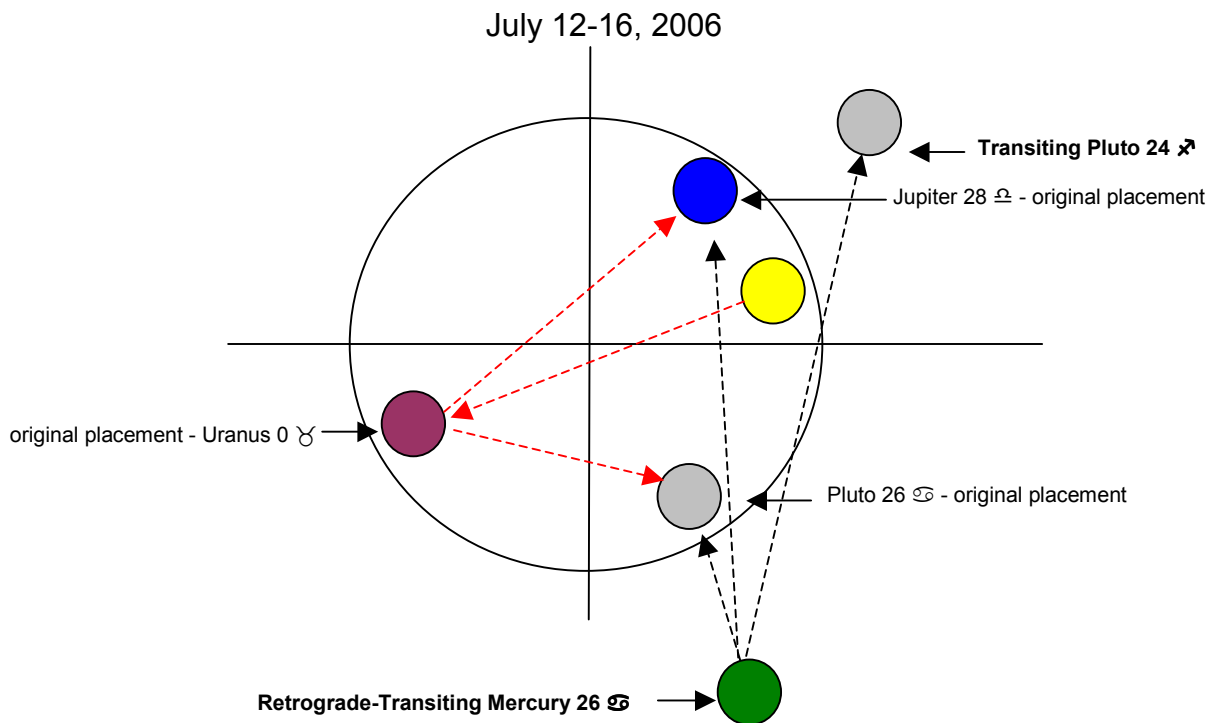 July 12-16, 2006
Transiting Pluto 24 ♐
Jupiter 28 ♎ - original placement
original placement - Uranus 0 ♉
Pluto 26 ♋ - original placement
Retrograde-Transiting Mercury 26 ♋